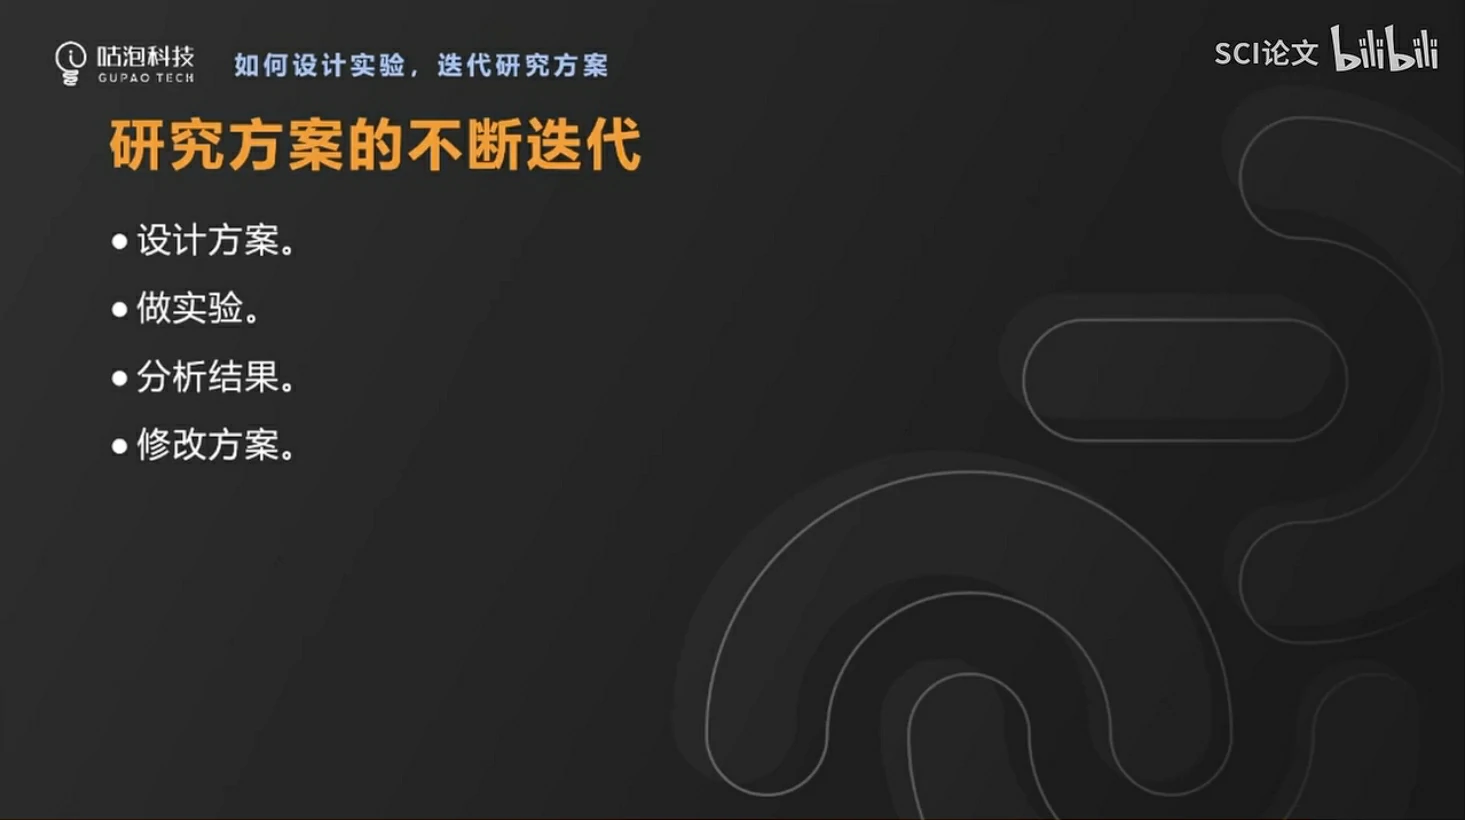 咕泡科技
GUPAO TECH
如何设计实验，迭代研究方案
SCI论文 bilibili
研究方案的不断迭代
● 设计方案。
● 做实验。
● 分析结果。
● 修改方案。